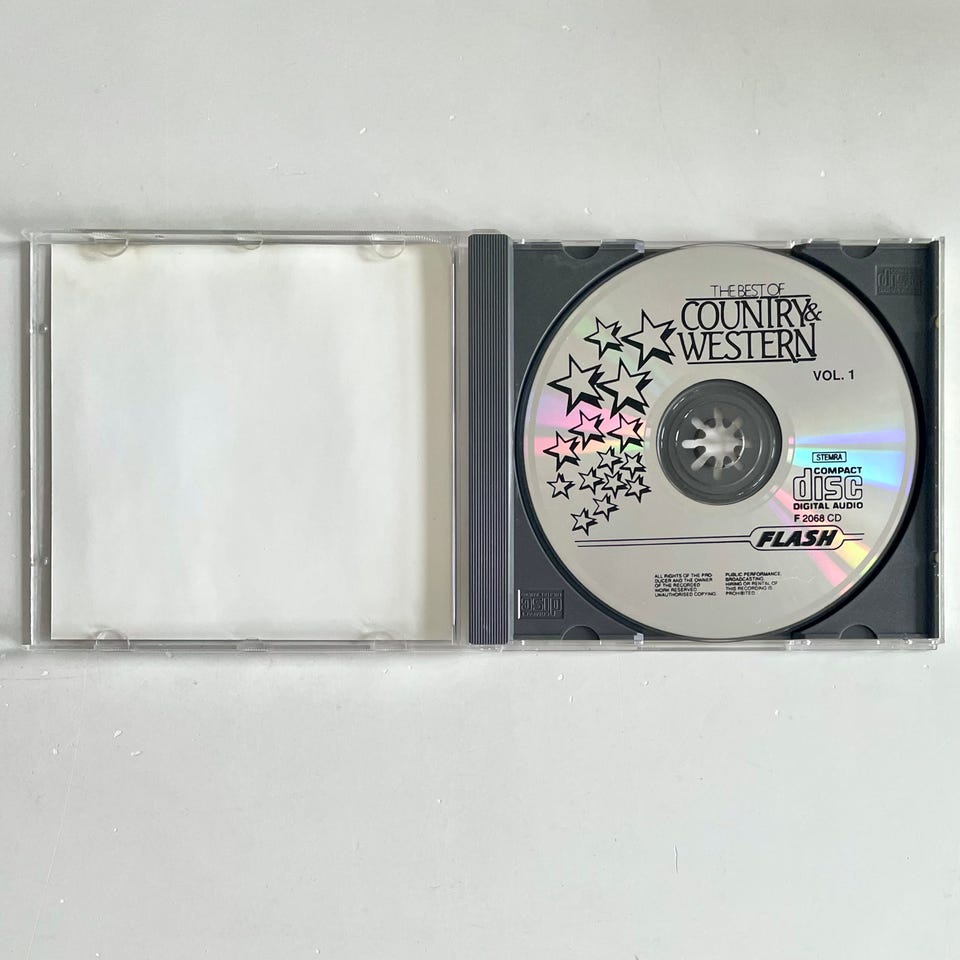 THE BEST OF
COUNTRY &
WESTERN
VOL. 1
STEMRA
COMPACT
disc
DIGITAL AUDIO
F 2068 CD
FLASH
ALL RIGHTS OF THE PRO
DUCER AND THE OWNER
OF THE RECORDED
WORK RESERVED
UNAUTHORISED COPYING,
PUBLIC PERFORMANCE,
BROADCASTING,
HIRING OR RENTAL OF
THIS RECORDING IS
PROHIBITED
disc
disc